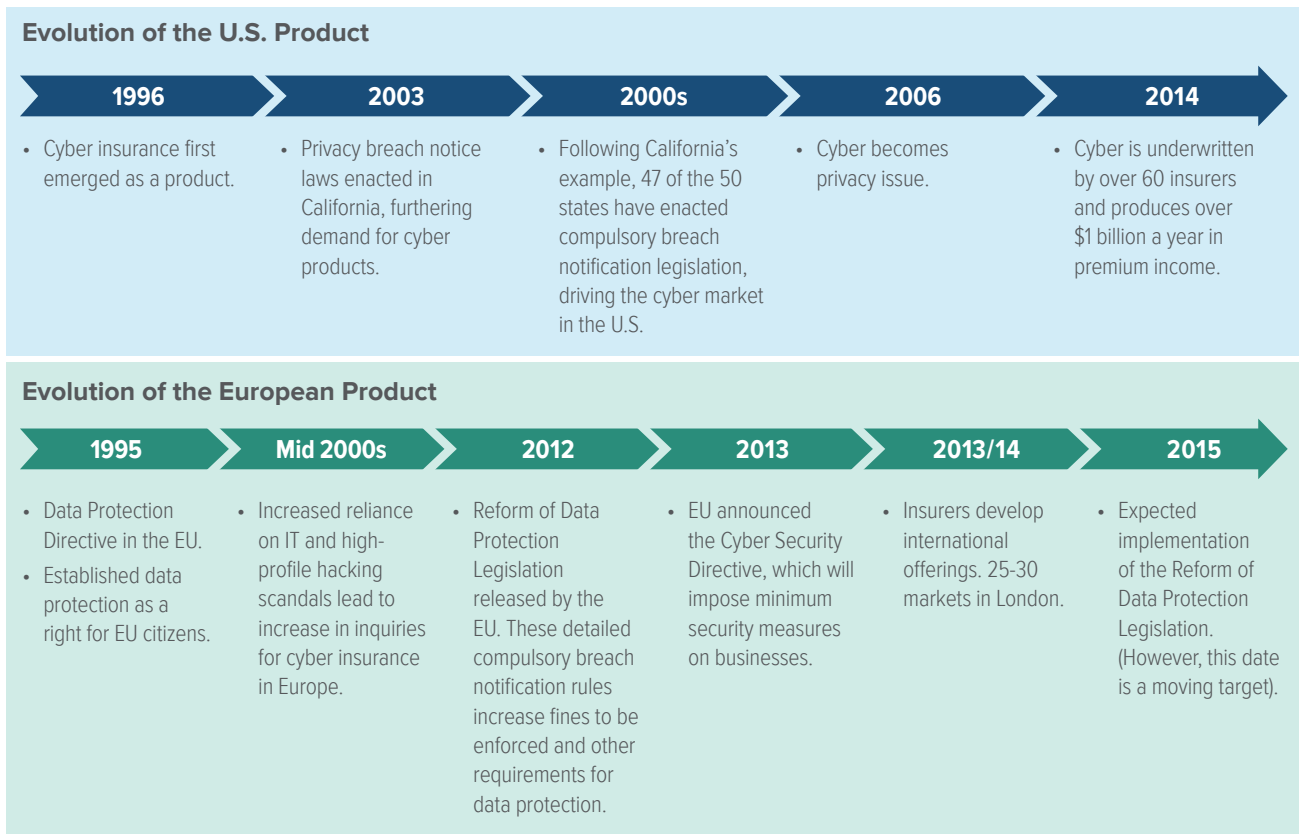 Evolution of the U.S. Product
1996
2003
2000s
2006
2014
• Cyber insurance first
emerged as a product.
• Privacy breach notice
laws enacted in
California, furthering
demand for cyber
products.
• Following California’s
example, 47 of the 50
states have enacted
compulsory breach
notification legislation,
driving the cyber market
in the U.S.
• Cyber becomes
privacy issue.
• Cyber is underwritten
by over 60 insurers
and produces over
$1 billion a year in
premium income.
Evolution of the European Product
1995
Mid 2000s
2012
2013
2013/14
2015
• Data Protection
Directive in the EU.
• Established data
protection as a
right for EU citizens.
• Increased reliance
on IT and high-
profile hacking
scandals lead to
increase in inquiries
for cyber insurance
in Europe.
• Reform of Data
Protection
Legislation
released by the
EU. These detailed
compulsory breach
notification rules
increase fines to be
enforced and other
requirements for
data protection.
• EU announced
the Cyber Security
Directive, which will
impose minimum
security measures
on businesses.
• Insurers develop
international
offerings. 25-30
markets in London.
• Expected
implementation
of the Reform of
Data Protection
Legislation.
(However, this date
is a moving target).